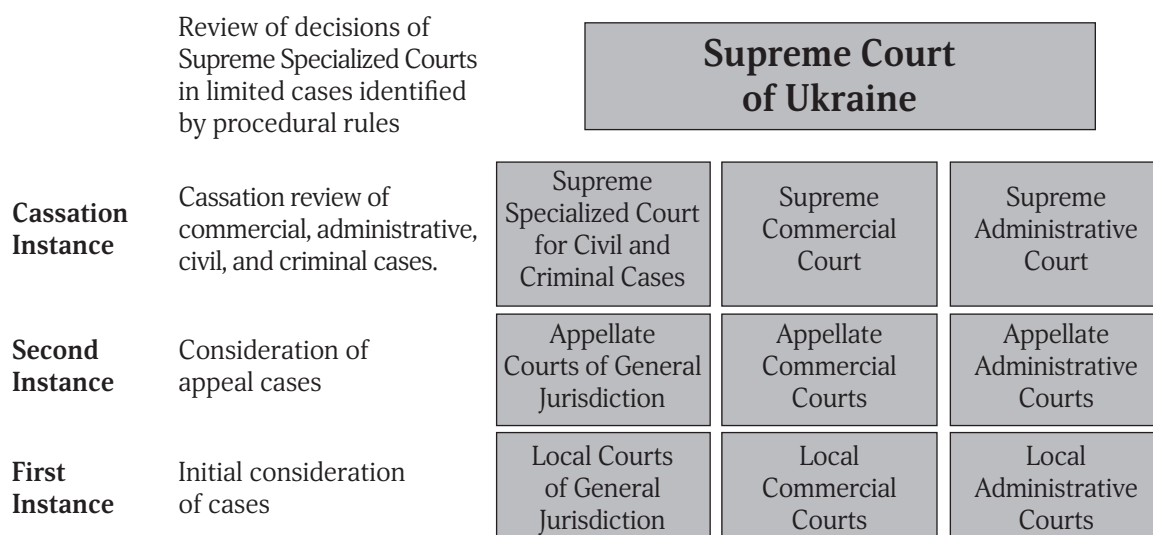 Review of decisions of
Supreme Specialized Courts
in limited cases identified
by procedural rules
Supreme Court
of Ukraine
Cassation
Instance
Cassation review of
commercial, administrative,
civil, and criminal cases.
Supreme
Specialized Court
for Civil and
Criminal Cases
Supreme
Commercial
Court
Supreme
Administrative
Court
Second
Instance
Consideration of
appeal cases
Appellate
Courts of General
Jurisdiction
Appellate
Commercial
Courts
Appellate
Administrative
Courts
First
Instance
Initial consideration
of cases
Local Courts
of General
Jurisdiction
Local
Commercial
Courts
Local
Administrative
Courts